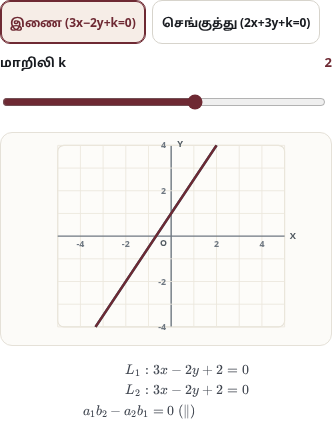 இணை (3x−2y+k=0) செங்குத்து (2x+3y+k=0)
மாறிலி k 2
4 Y
2
-4 -2 O 2 4 X
-2
-4
L₁ : 3x − 2y + 2 = 0
L₂ : 3x − 2y + 2 = 0
a₁b₂ − a₂b₁ = 0 (∥)